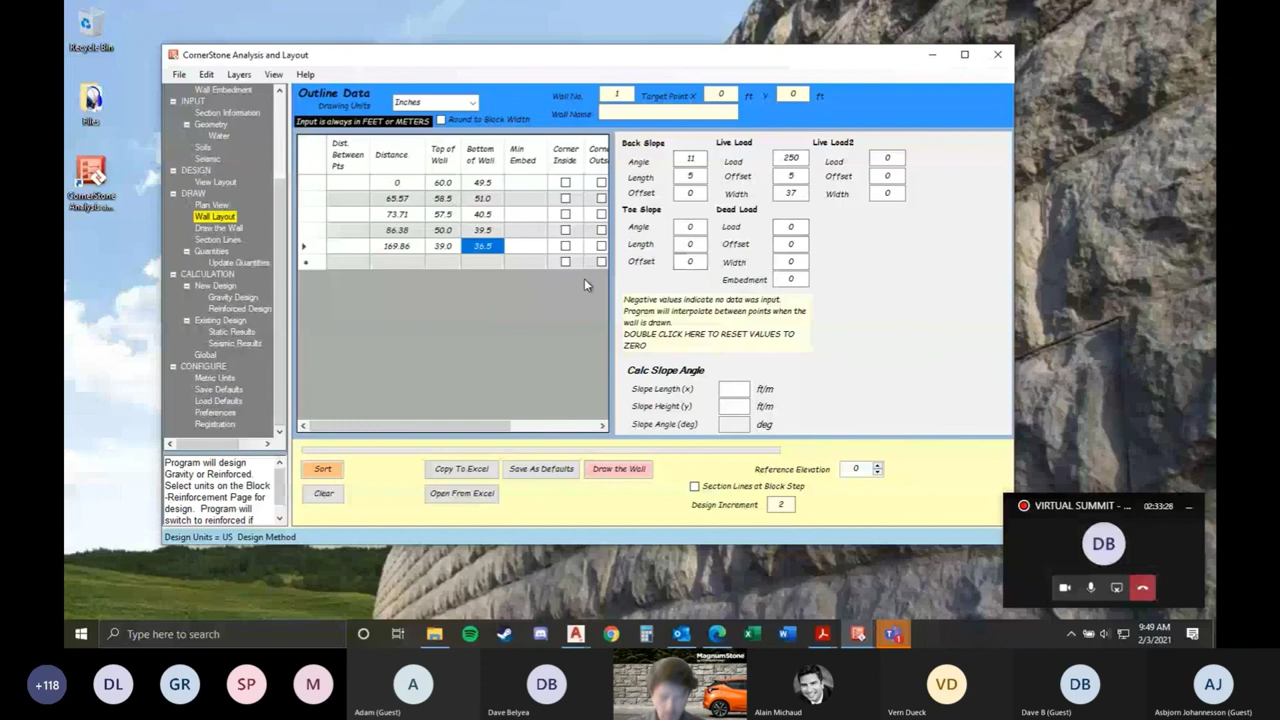 Recycle Bin
Files
CornerStone
Analysis a...
CornerStone Analysis and Layout
File Edit Layers View Help
Wall Embedment
INPUT
Section Information
Geometry
Water
Soils
Seismic
DESIGN
View Layout
DRAW
Plan View
Wall Layout
Draw the Wall
Section Lines
Quantities
Update Quantities
CALCULATION
New Design
Gravity Design
Reinforced Design
Existing Design
Static Results
Seismic Results
Global
CONFIGURE
Metric Units
Save Defaults
Layout Defaults
Preferences
Registration
Program will design
Gravity or Reinforced.
Select units on the Block
-Reinforcement Page for
design. Program will
switch to reinforced if
Design Units = US Design Method
Outline Data
Drawing Units
Inches
Input is always in FEET or METERS
Round to Block Width
Wall No. 1 Target Point-X 0 ft Y 0 ft
Wall Name
Dist. Between Pts Distance Top of Wall Bottom of Wall Min Embed Corner Inside
0 60.0 49.5
65.57 58.5 51.0
73.71 57.5 40.5
86.38 50.0 39.5
169.86 39.0 36.5
Back Slope Live Load Live Load2
Angle 11 Load 250 Load 0
Length 5 Offset 5 Offset 0
Offset 0 Width 37 Width 0
Toe Slope Dead Load
Angle 0 Load 0
Length 0 Offset 0
Offset 0 Width 0
Embedment 0
Negative values indicate no data was input.
Program will interpolate between points when the
wall is drawn.
DOUBLE CLICK HERE TO RESET VALUES TO
ZERO
Calc Slope Angle
Slope Length (x) ft/m
Slope Height (y) ft/m
Slope Angle (deg) deg
Sort Copy To Excel Save As Defaults Draw the Wall Reference Elevation 0
Clear Open From Excel Section Lines at Block Step
Design Increment 2
VIRTUAL SUMMIT - ... 02:33:28
DB
Type here to search
9:49 AM
2/3/2021
+118 DL GR SP M A DB VD DB AJ
MagnumStone
Adam (Guest) Dave Belyea Alain Michaud Vern Dueck Dave B (Guest) Asbjorn Johannesson (Guest)